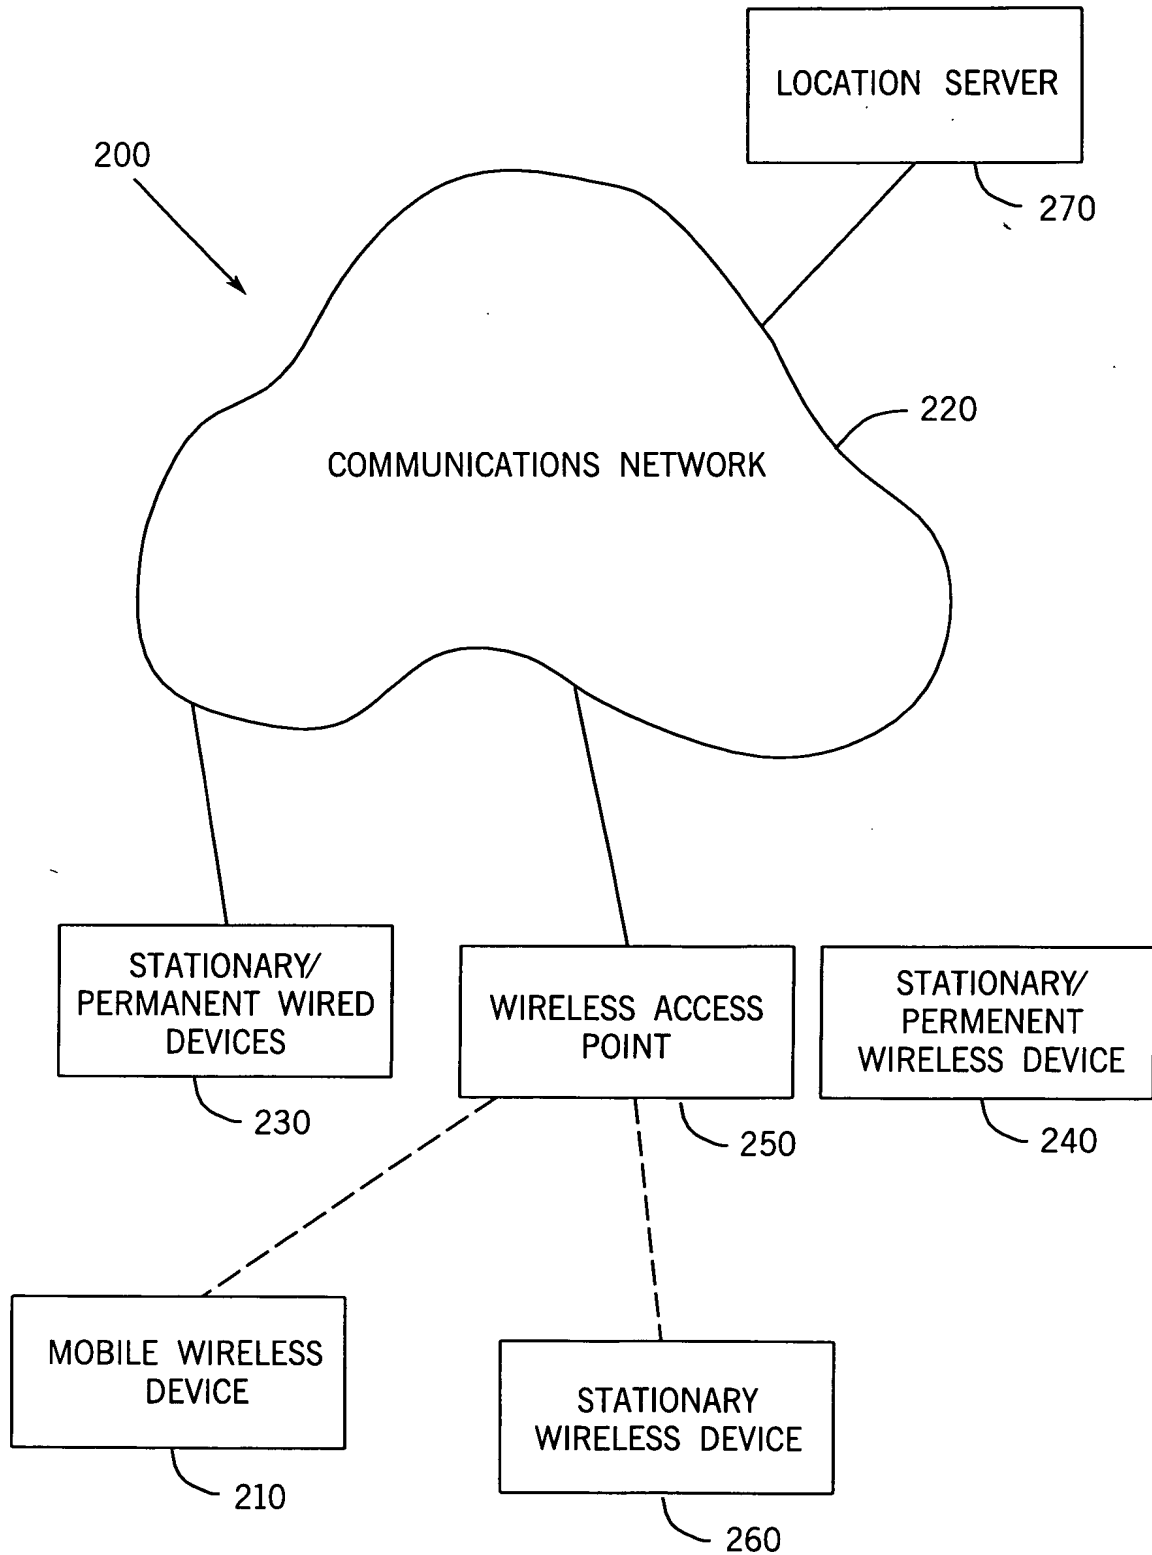 LOCATION SERVER
270
200
220
COMMUNICATIONS NETWORK
STATIONARY/
PERMANENT WIRED
DEVICES
230
WIRELESS ACCESS
POINT
250
STATIONARY/
PERMENENT
WIRELESS DEVICE
240
MOBILE WIRELESS
DEVICE
210
STATIONARY
WIRELESS DEVICE
260